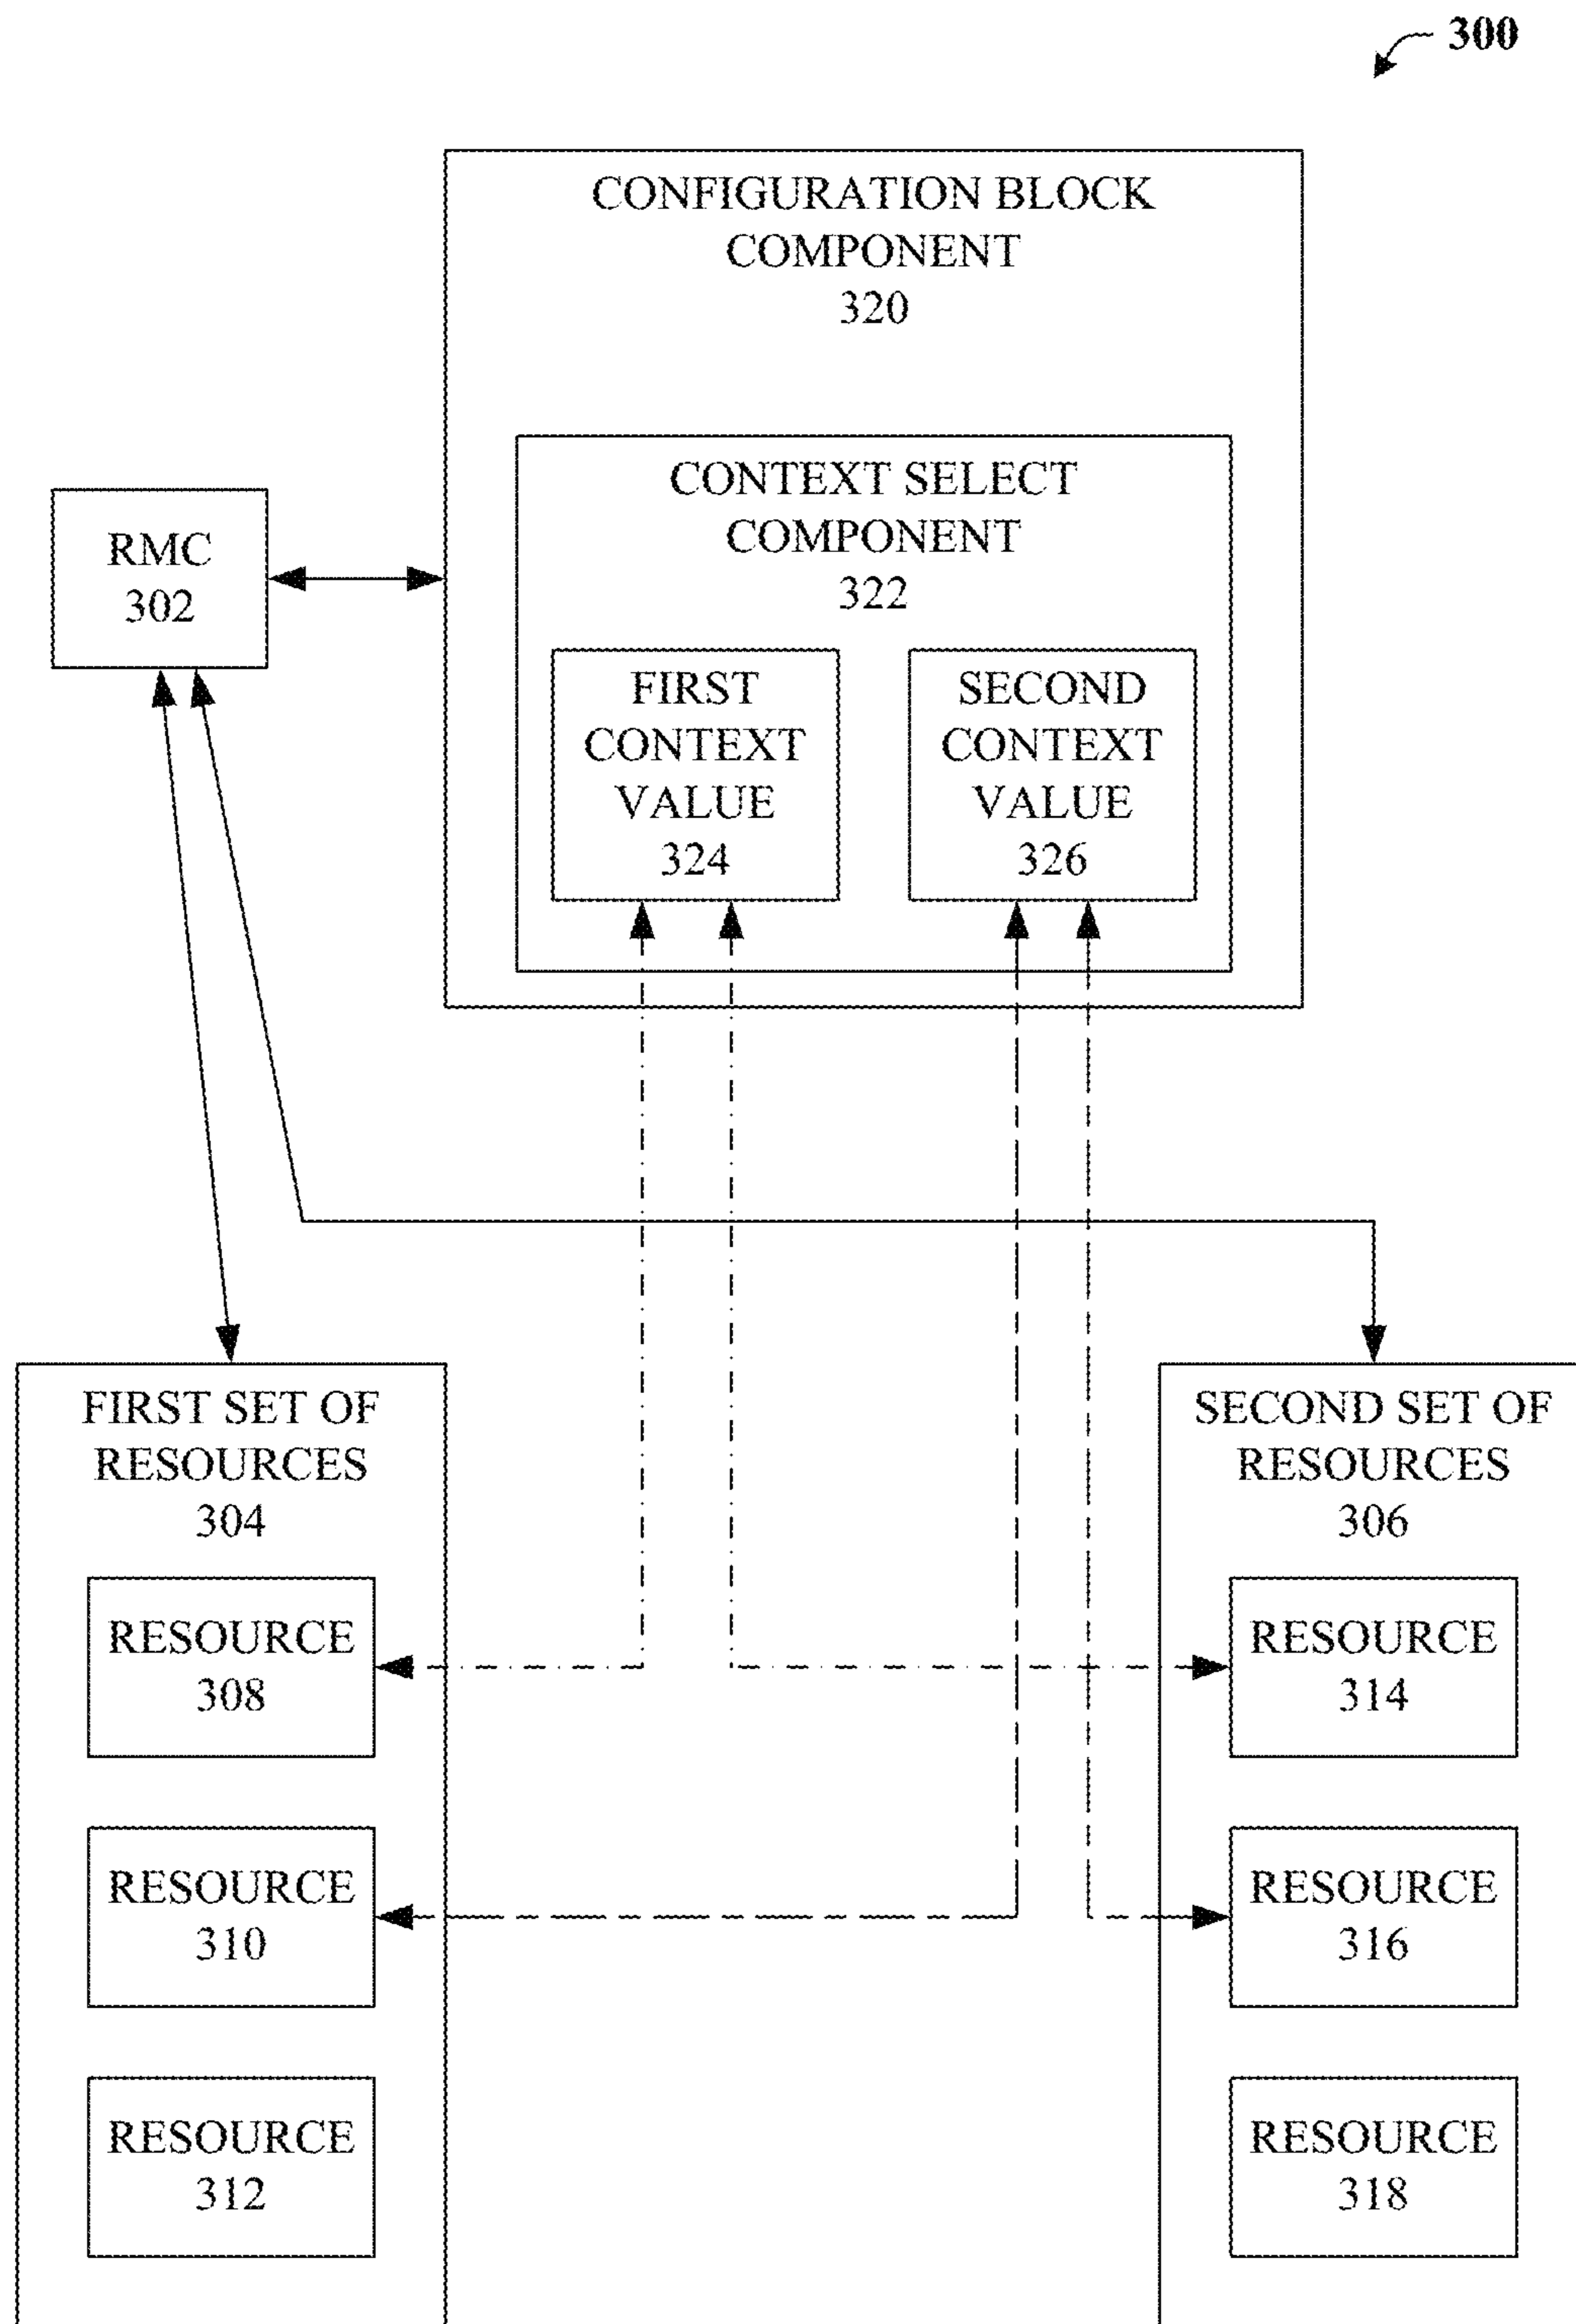 300
CONFIGURATION BLOCK
COMPONENT
320
CONTEXT SELECT
COMPONENT
322
RMC
302
FIRST
CONTEXT
VALUE
324
SECOND
CONTEXT
VALUE
326
FIRST SET OF
RESOURCES
304
RESOURCE
308
RESOURCE
310
RESOURCE
312
SECOND SET OF
RESOURCES
306
RESOURCE
314
RESOURCE
316
RESOURCE
318